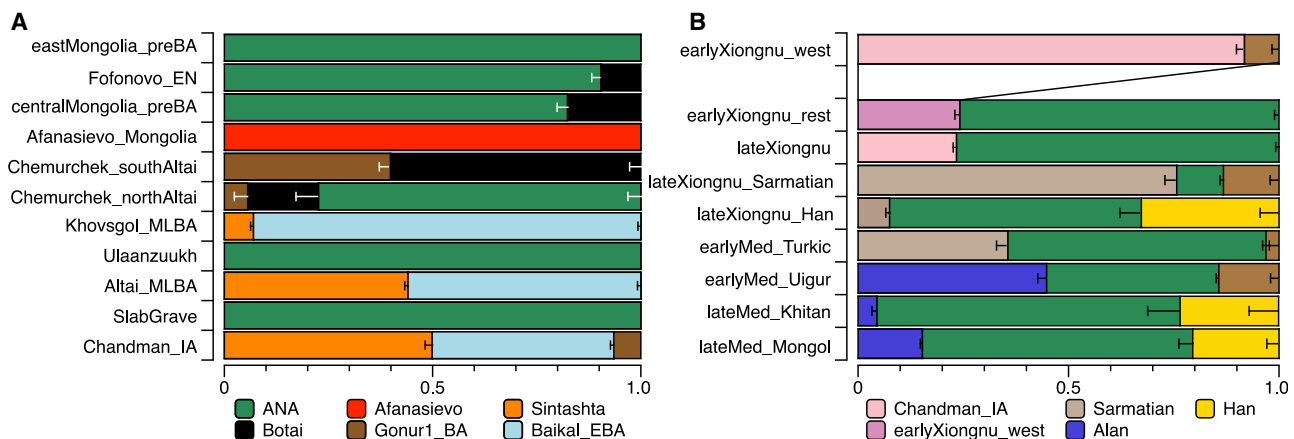 A
eastMongolia_preBA
Fofonovo_EN
centralMongolia_preBA
Afanasievo_Mongolia
Chemurchek_southAltai
Chemurchek_northAltai
Khovsgol_MLBA
Ulaanzuukh
Altai_MLBA
SlabGrave
Chandman_IA
0 0.5 1.0
ANA Afanasievo Sintashta
Botai Gonur1_BA Baikal_EBA
B
earlyXiongnu_west
earlyXiongnu_rest
lateXiongnu
lateXiongnu_Sarmatian
lateXiongnu_Han
earlyMed_Turkic
earlyMed_Uigur
lateMed_Khitan
lateMed_Mongol
0 0.5 1.0
Chandman_IA Sarmatian Han
earlyXiongnu_west Alan